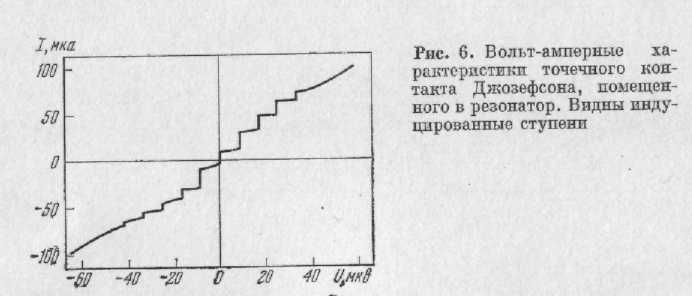 I, мка
100
50
0
-50
-100
-60 -40 -20 0 20 40 U, мкв
Рис. 6. Вольт-амперные ха-
рактеристики точечного кон-
такта Джозефсона, помещен-
ного в резонатор. Видны инду-
цированные ступени